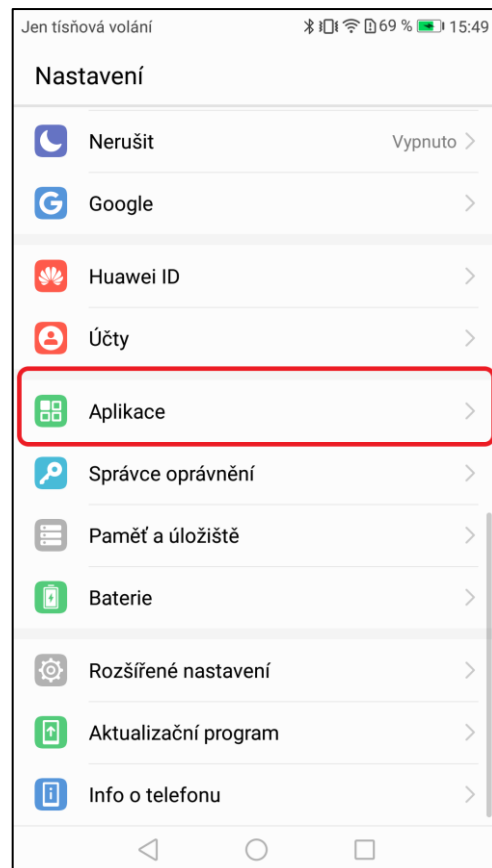 Jen tísňová volání 69 % 15:49
Nastavení
Nerušit Vypnuto
Google
Huawei ID
Účty
Aplikace
Správce oprávnění
Paměť a úložiště
Baterie
Rozšířené nastavení
Aktualizační program
Info o telefonu